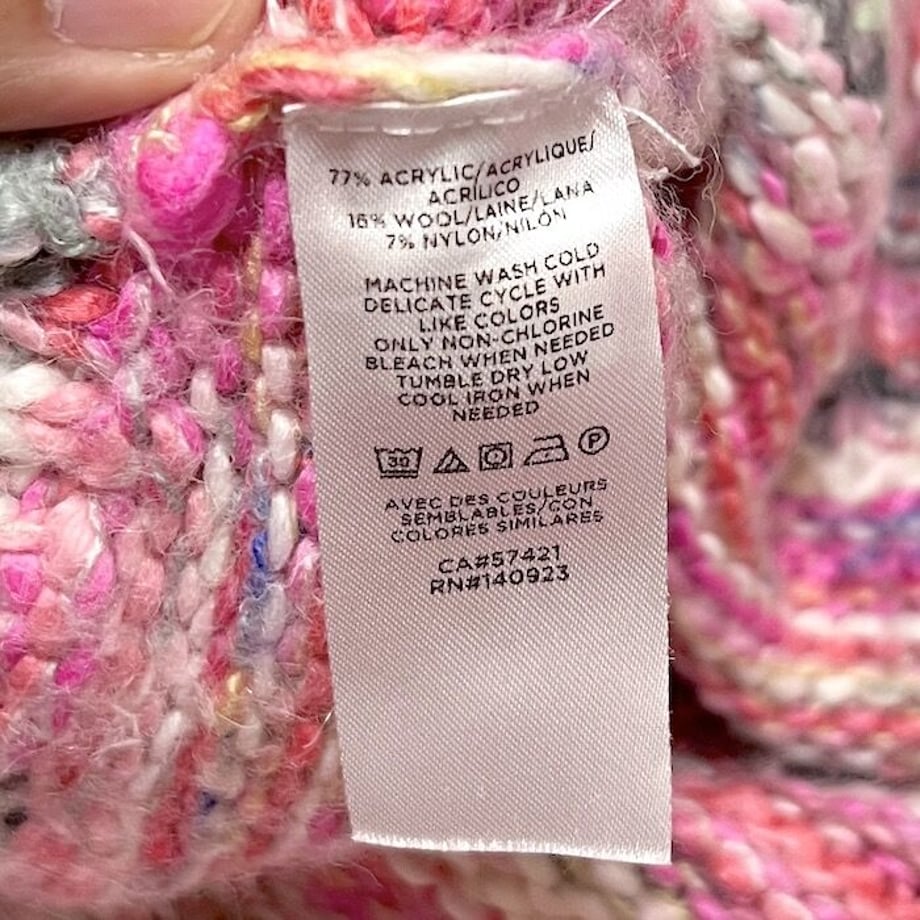 77% ACRYLIC/ACRYLIQUE/
ACRÍLICO
16% WOOL/LAINE/LANA
7% NYLON/NILÓN
MACHINE WASH COLD
DELICATE CYCLE WITH
LIKE COLORS
ONLY NON-CHLORINE
BLEACH WHEN NEEDED
TUMBLE DRY LOW
COOL IRON WHEN
NEEDED
30 P
AVEC DES COULEURS
SEMBLABLES/CON
COLORES SIMILARES
CA#57421
RN#140923